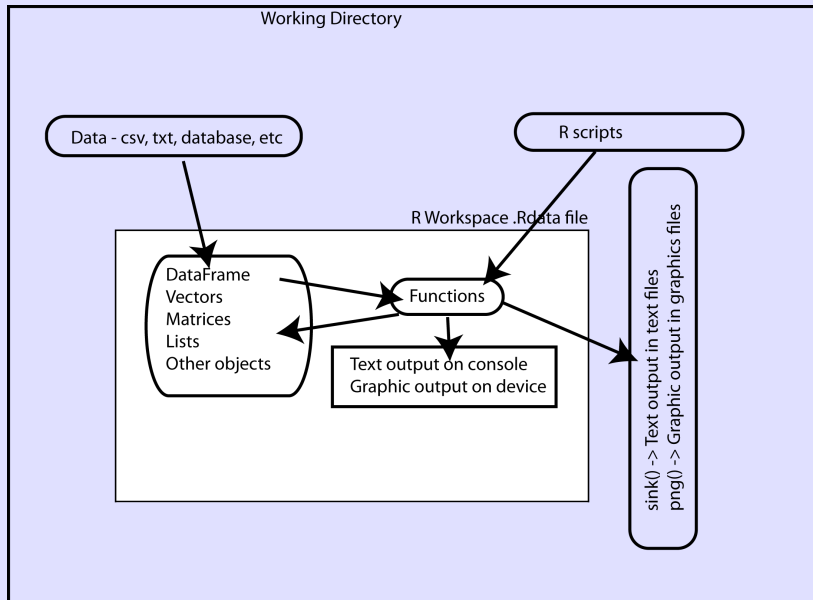 Working Directory
Data - csv, txt, database, etc
R scripts
R Workspace .Rdata file
DataFrame
Vectors
Matrices
Lists
Other objects
Functions
Text output on console
Graphic output on device
sink() -> Text output in text files
png() -> Graphic output in graphics files